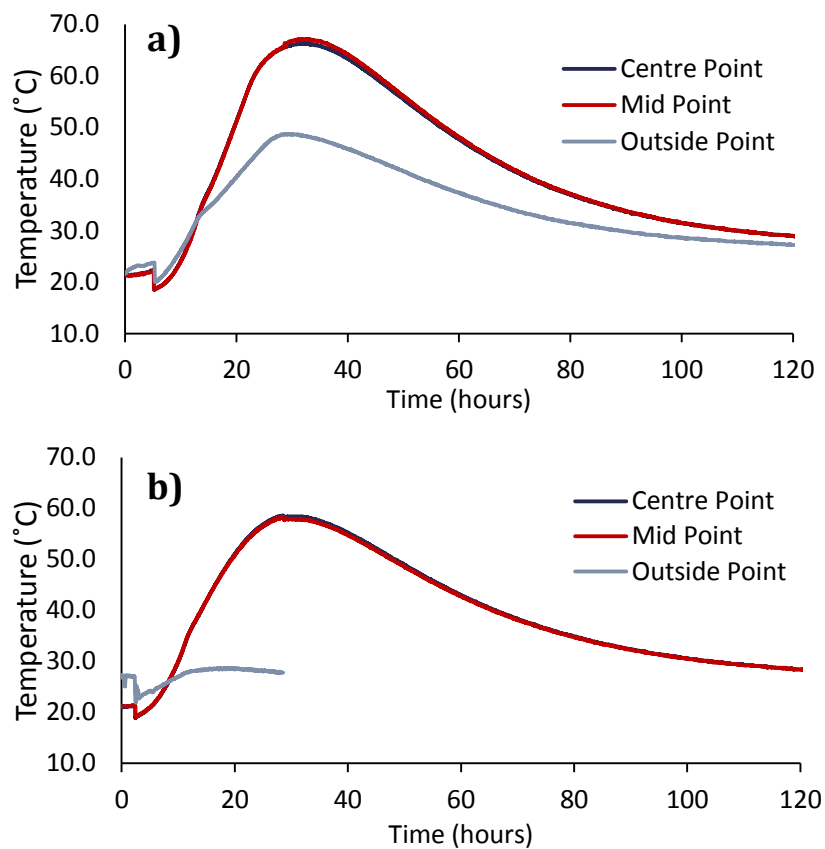 a)
Temperature (˚C)
70.0
60.0
50.0
40.0
30.0
20.0
10.0
Centre Point
Mid Point
Outside Point
0 20 40 60 80 100 120
Time (hours)
b)
Temperature (˚C)
70.0
60.0
50.0
40.0
30.0
20.0
10.0
Centre Point
Mid Point
Outside Point
0 20 40 60 80 100 120
Time (hours)